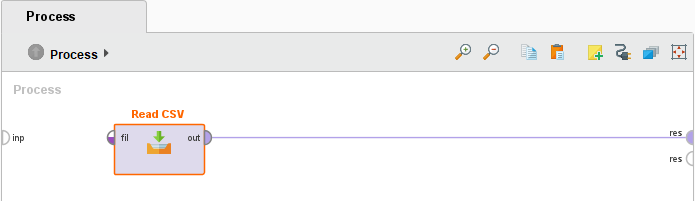 Process
Process
Process
Read CSV
inp
fil
out
res
res